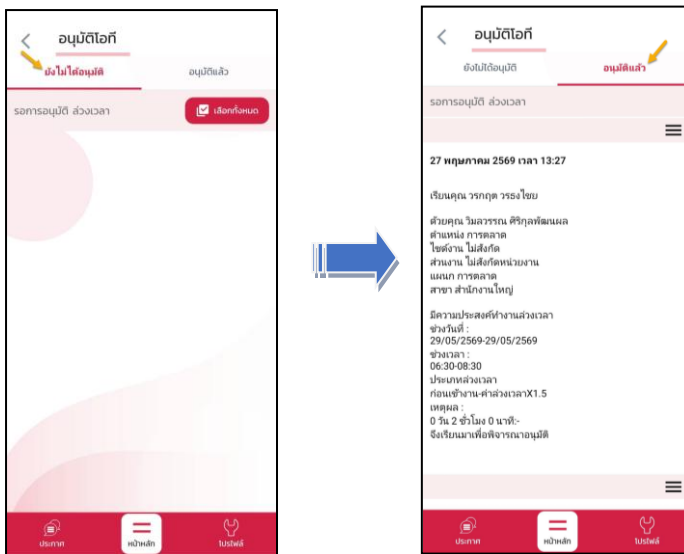 อนุมัติโอที
ยังไม่ได้อนุมัติ
อนุมัติแล้ว
รอการอนุมัติ ล่วงเวลา
เลือกทั้งหมด
ประกาศ
หน้าหลัก
โปรไฟล์
อนุมัติโอที
ยังไม่ได้อนุมัติ
อนุมัติแล้ว
รอการอนุมัติ ล่วงเวลา
27 พฤษภาคม 2569 เวลา 13:27
เรียนคุณ วรกฤต วรธงไชย
ด้วยคุณ วิมลวรรณ ศิริกุลพัฒนผล
ตำแหน่ง การตลาด
ไซต์งาน ไม่สังกัด
ส่วนงาน ไม่สังกัดหน่วยงาน
แผนก การตลาด
สาขา สำนักงานใหญ่
มีความประสงค์ทำงานล่วงเวลา
ช่วงวันที่ :
29/05/2569-29/05/2569
ช่วงเวลา :
06:30-08:30
ประเภทล่วงเวลา
ก่อนเข้างาน-ค่าล่วงเวลาX1.5
เหตุผล :
0 วัน 2 ชั่วโมง 0 นาที:-
จึงเรียนมาเพื่อพิจารณาอนุมัติ
ประกาศ
หน้าหลัก
โปรไฟล์